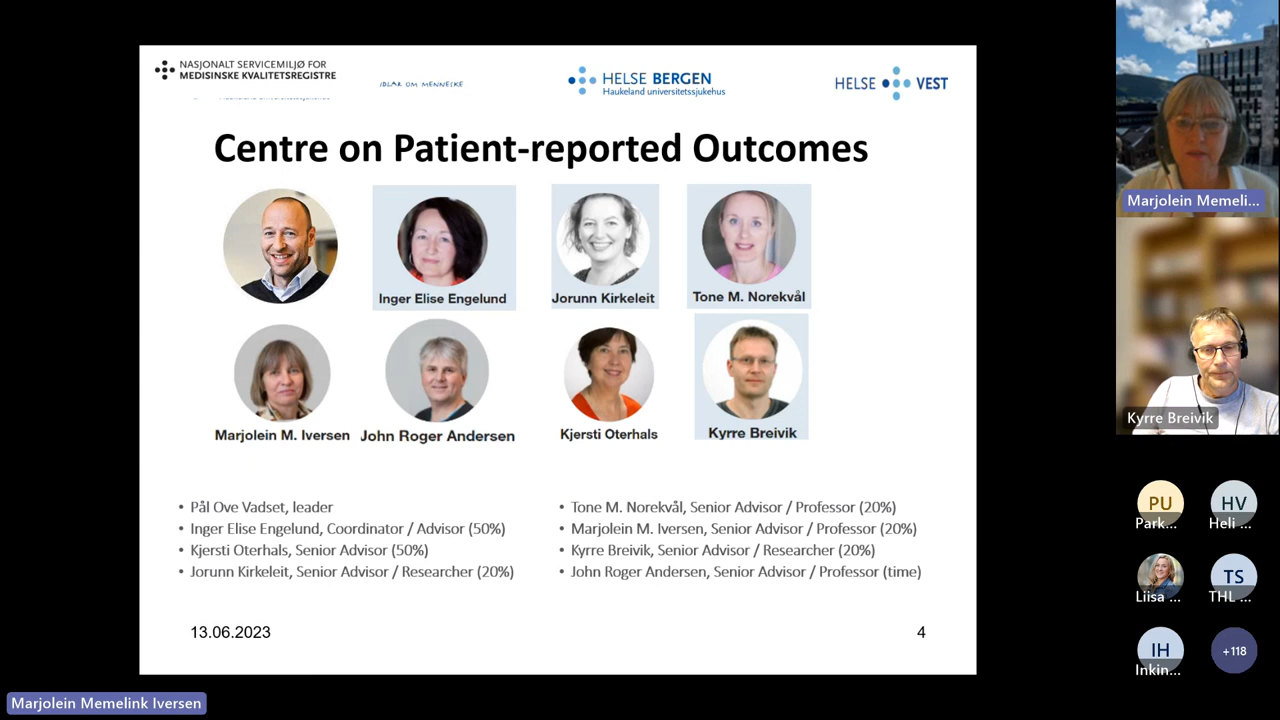 NASJONALT SERVICEMILJØ FOR
MEDISINSKE KVALITETSREGISTRE
HELSE BERGEN
Haukeland universitetssjukehus
HELSE VEST
Centre on Patient-reported Outcomes
Inger Elise Engelund
Jorunn Kirkeleit
Tone M. Norekvål
Marjolein M. Iversen
John Roger Andersen
Kjersti Oterhals
Kyrre Breivik
• Pål Ove Vadset, leader
• Inger Elise Engelund, Coordinator / Advisor (50%)
• Kjersti Oterhals, Senior Advisor (50%)
• Jorunn Kirkeleit, Senior Advisor / Researcher (20%)
• Tone M. Norekvål, Senior Advisor / Professor (20%)
• Marjolein M. Iversen, Senior Advisor / Professor (20%)
• Kyrre Breivik, Senior Advisor / Researcher (20%)
• John Roger Andersen, Senior Advisor / Professor (time)
13.06.2023
4
Marjolein Memeli...
Kyrre Breivik
PU
Park...
HV
Heli ...
Liisa ...
TS
THL ...
IH
Inkin...
+118
Marjolein Memelink Iversen